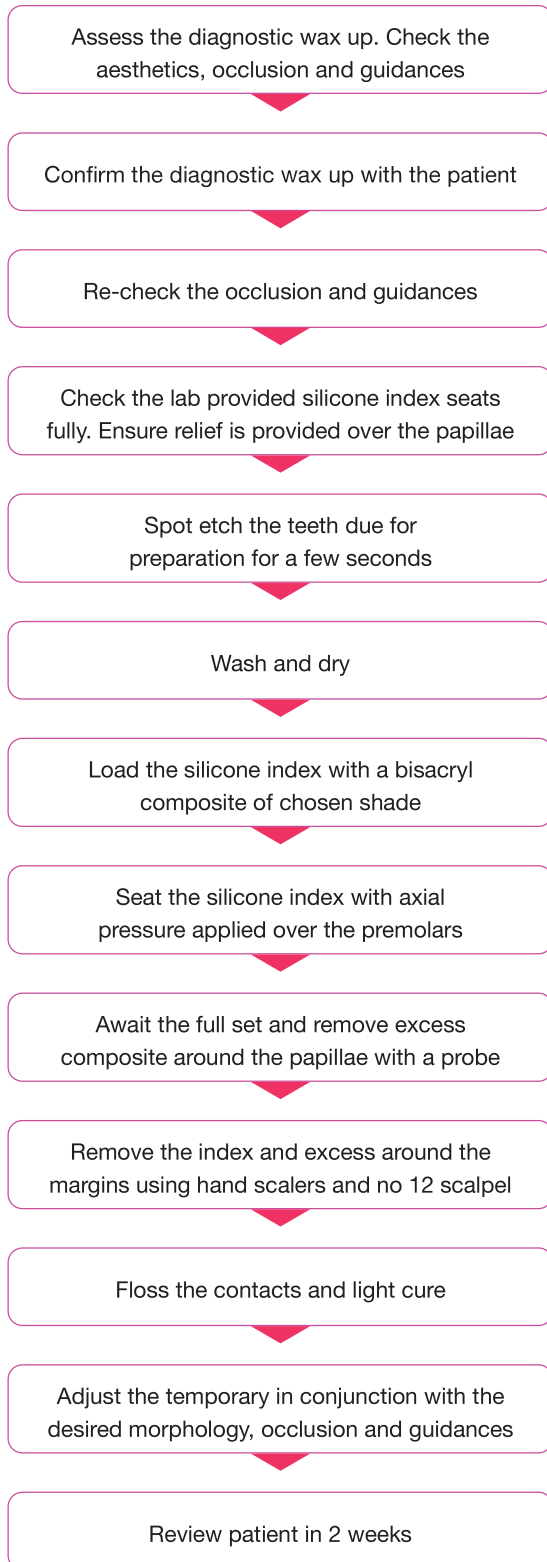 Assess the diagnostic wax up. Check the
aesthetics, occlusion and guidances
Confirm the diagnostic wax up with the patient
Re-check the occlusion and guidances
Check the lab provided silicone index seats
fully. Ensure relief is provided over the papillae
Spot etch the teeth due for
preparation for a few seconds
Wash and dry
Load the silicone index with a bisacryl
composite of chosen shade
Seat the silicone index with axial
pressure applied over the premolars
Await the full set and remove excess
composite around the papillae with a probe
Remove the index and excess around the
margins using hand scalers and no 12 scalpel
Floss the contacts and light cure
Adjust the temporary in conjunction with the
desired morphology, occlusion and guidances
Review patient in 2 weeks